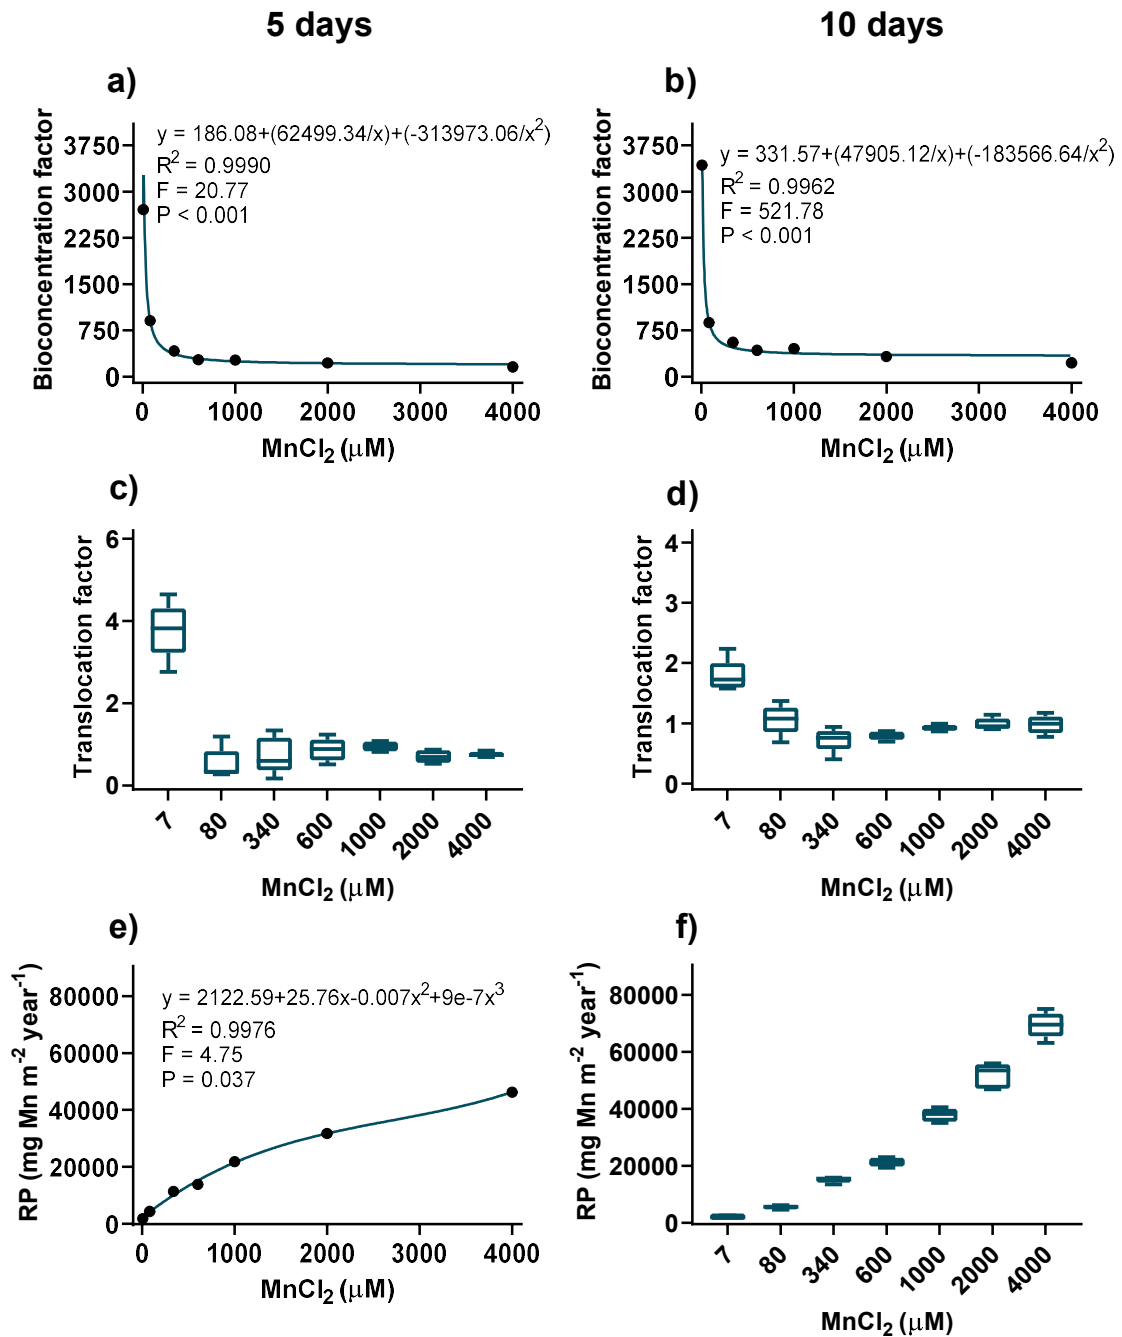 5 days
10 days
a)
y = 186.08+(62499.34/x)+(-313973.06/x²)
R² = 0.9990
F = 20.77
P < 0.001
Bioconcentration factor
3750
3000
2250
1500
750
0
0 1000 2000 3000 4000
MnCl₂ (μM)
b)
y = 331.57+(47905.12/x)+(-183566.64/x²)
R² = 0.9962
F = 521.78
P < 0.001
Bioconcentration factor
3750
3000
2250
1500
750
0
0 1000 2000 3000 4000
MnCl₂ (μM)
c)
Translocation factor
6
4
2
0
7 80 340 600 1000 2000 4000
MnCl₂ (μM)
d)
Translocation factor
4
3
2
1
0
7 80 340 600 1000 2000 4000
MnCl₂ (μM)
e)
y = 2122.59+25.76x-0.007x²+9e-7x³
R² = 0.9976
F = 4.75
P = 0.037
RP (mg Mn m⁻² year⁻¹)
80000
60000
40000
20000
0
0 1000 2000 3000 4000
MnCl₂ (μM)
f)
RP (mg Mn m⁻² year⁻¹)
80000
60000
40000
20000
0
7 80 340 600 1000 2000 4000
MnCl₂ (μM)